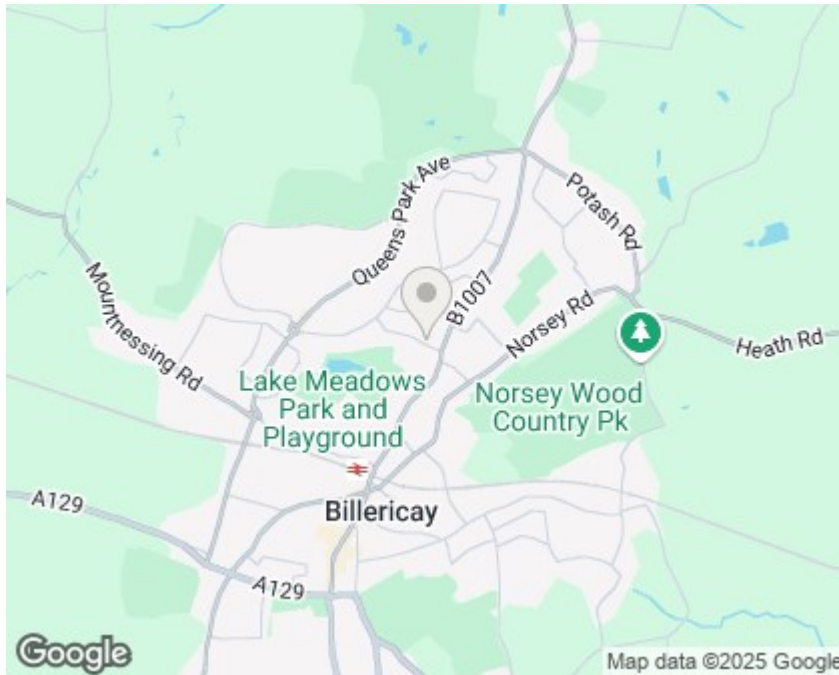 Queens Park Ave
Potash Rd
B1007
Mountnessing Rd
Norsey Rd
Heath Rd
Lake Meadows
Park and
Playground
Norsey Wood
Country Pk
A129
Billericay
A129
Google
Map data ©2025 Google